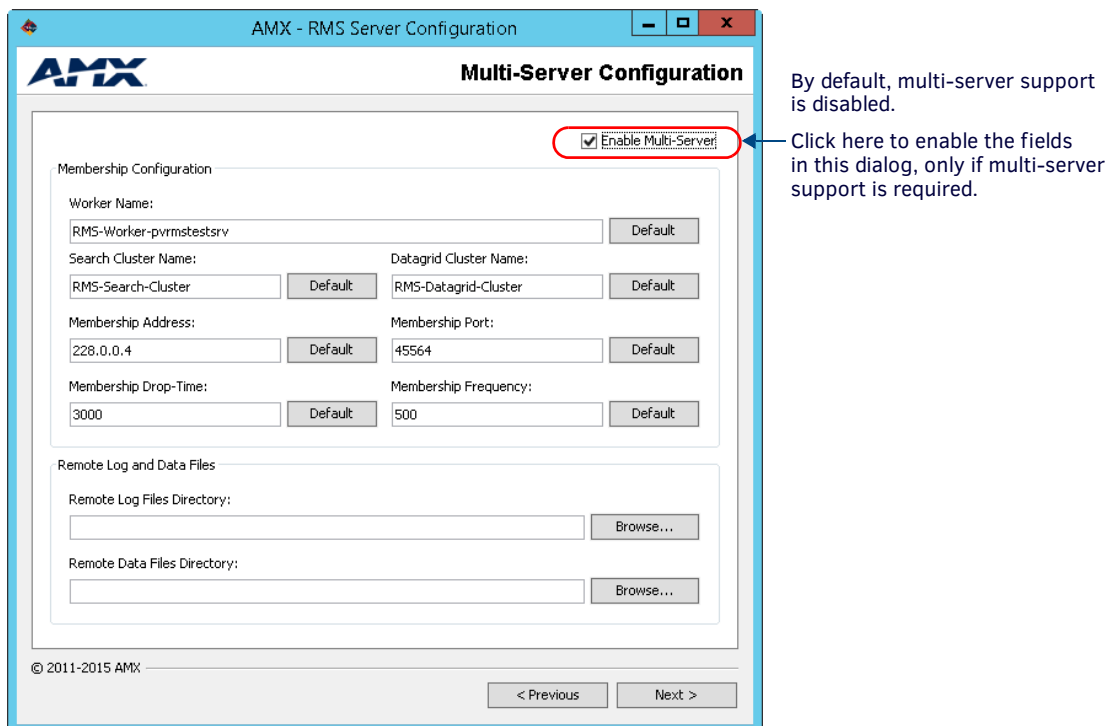 AMX - RMS Server Configuration
AMX
Multi-Server Configuration
By default, multi-server support
is disabled.
Enable Multi-Server
Click here to enable the fields
in this dialog, only if multi-server
support is required.
Membership Configuration
Worker Name:
RMS-Worker-pvrmstestsrv
Default
Search Cluster Name:
Datagrid Cluster Name:
RMS-Search-Cluster
Default
RMS-Datagrid-Cluster
Default
Membership Address:
Membership Port:
228.0.0.4
Default
45564
Default
Membership Drop-Time:
Membership Frequency:
3000
Default
500
Default
Remote Log and Data Files
Remote Log Files Directory:
Browse...
Remote Data Files Directory:
Browse...
© 2011-2015 AMX
< Previous
Next >